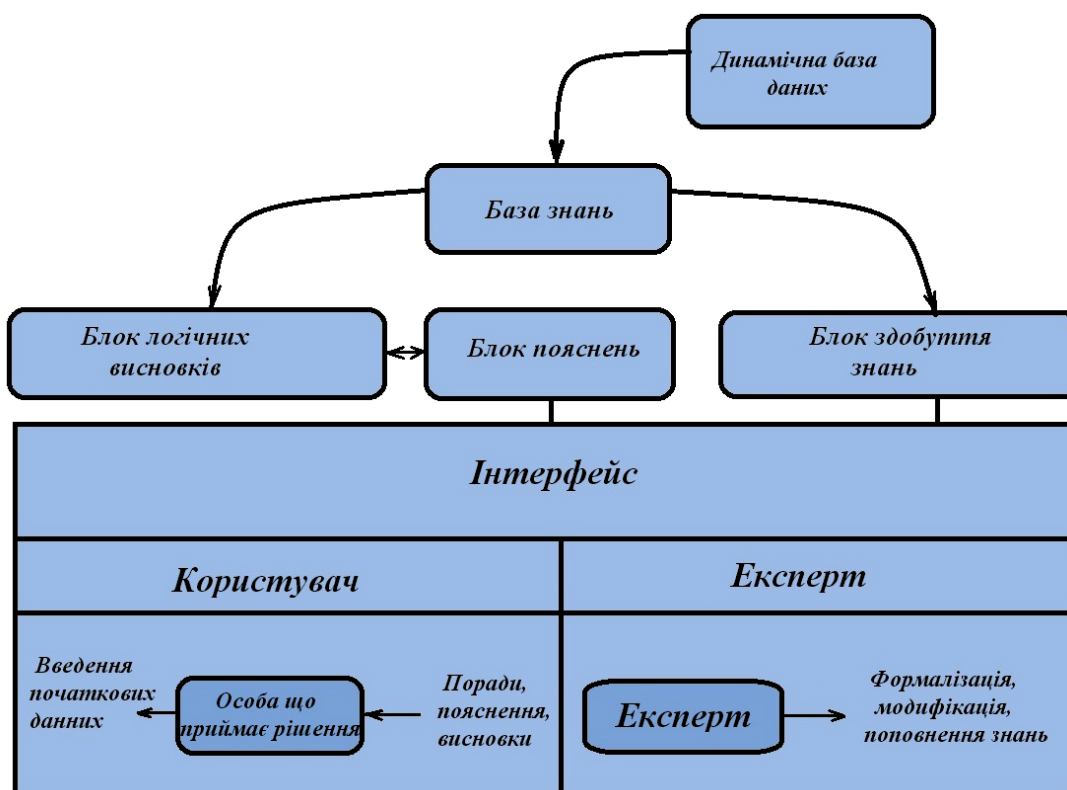 Динамічна база
даних
База знань
Блок логічних
висновків
Блок пояснень
Блок здобуття
знань
Інтерфейс
Користувач
Експерт
Введення
початкових
данних
Особа що
приймає рішення
Поради,
пояснення,
висновки
Експерт
Формалізація,
модифікація,
поповнення знань